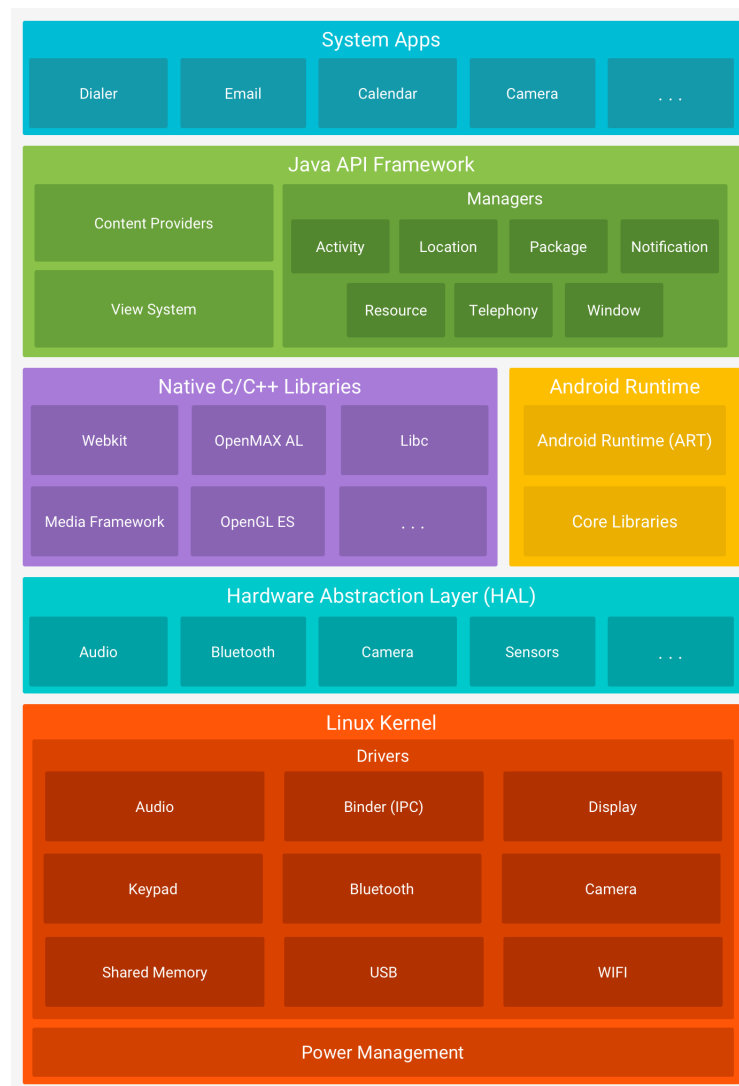 System Apps
Dialer
Email
Calendar
Camera
. . .
Java API Framework
Content Providers
View System
Managers
Activity
Location
Package
Notification
Resource
Telephony
Window
Native C/C++ Libraries
Webkit
OpenMAX AL
Libc
Media Framework
OpenGL ES
. . .
Android Runtime
Android Runtime (ART)
Core Libraries
Hardware Abstraction Layer (HAL)
Audio
Bluetooth
Camera
Sensors
. . .
Linux Kernel
Drivers
Audio
Binder (IPC)
Display
Keypad
Bluetooth
Camera
Shared Memory
USB
WIFI
Power Management